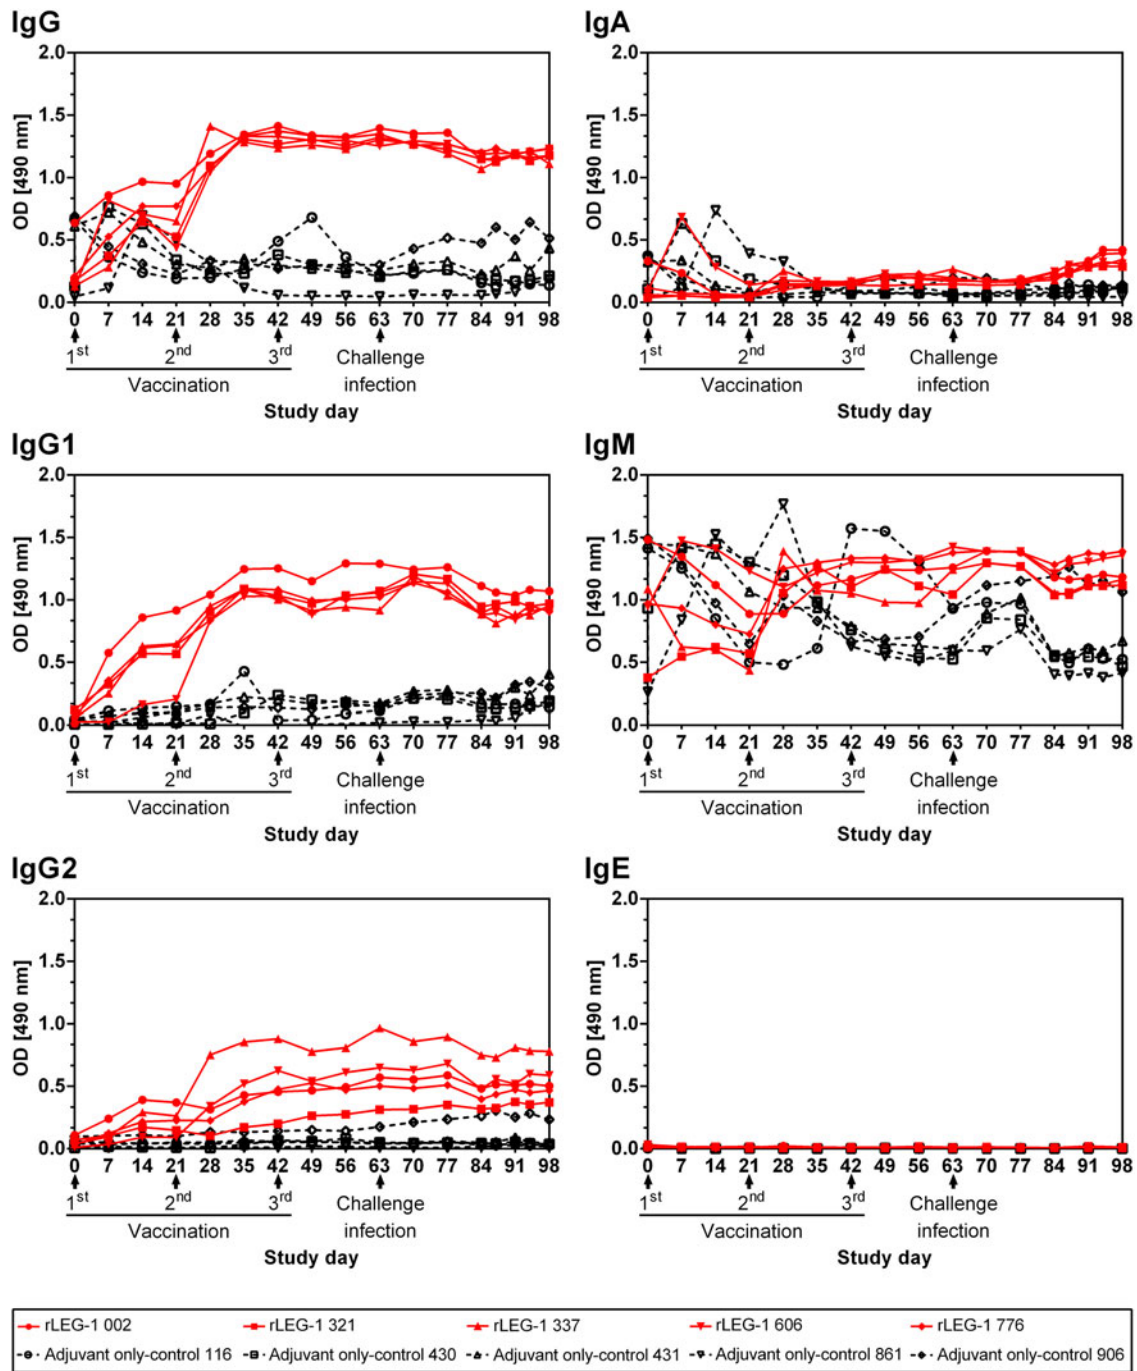 IgG
IgA
2.0
1.5
1.0
0.5
0.0
OD [490 nm]
0 7 14 21 28 35 42 49 56 63 70 77 84 91 98
1st 2nd 3rd Challenge
Vaccination infection
Study day
2.0
1.5
1.0
0.5
0.0
OD [490 nm]
0 7 14 21 28 35 42 49 56 63 70 77 84 91 98
1st 2nd 3rd Challenge
Vaccination infection
Study day
IgG1
IgM
2.0
1.5
1.0
0.5
0.0
OD [490 nm]
0 7 14 21 28 35 42 49 56 63 70 77 84 91 98
1st 2nd 3rd Challenge
Vaccination infection
Study day
2.0
1.5
1.0
0.5
0.0
OD [490 nm]
0 7 14 21 28 35 42 49 56 63 70 77 84 91 98
1st 2nd 3rd Challenge
Vaccination infection
Study day
IgG2
IgE
2.0
1.5
1.0
0.5
0.0
OD [490 nm]
0 7 14 21 28 35 42 49 56 63 70 77 84 91 98
1st 2nd 3rd Challenge
Vaccination infection
Study day
2.0
1.5
1.0
0.5
0.0
OD [490 nm]
0 7 14 21 28 35 42 49 56 63 70 77 84 91 98
1st 2nd 3rd Challenge
Vaccination infection
Study day
rLEG-1 002 rLEG-1 321 rLEG-1 337 rLEG-1 606 rLEG-1 776
Adjuvant only-control 116 Adjuvant only-control 430 Adjuvant only-control 431 Adjuvant only-control 861 Adjuvant only-control 906